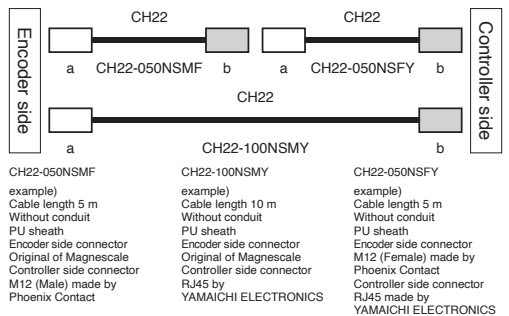 Encoder side
CH22
CH22
a
CH22-050NSMF
b
a
CH22-050NSFY
b
CH22
a
b
CH22-100NSMY
Controller side
CH22-050NSMF
example)
Cable length 5 m
Without conduit
PU sheath
Encoder side connector
Original of Magnescale
Controller side connector
M12 (Male) made by
Phoenix Contact
CH22-100NSMY
example)
Cable length 10 m
Without conduit
PU sheath
Encoder side connector
Original of Magnescale
Controller side connector
RJ45 by
YAMAICHI ELECTRONICS
CH22-050NSFY
example)
Cable length 5 m
Without conduit
PU sheath
Encoder side connector
M12 (Female) made by
Phoenix Contact
Controller side connector
RJ45 made by
YAMAICHI ELECTRONICS